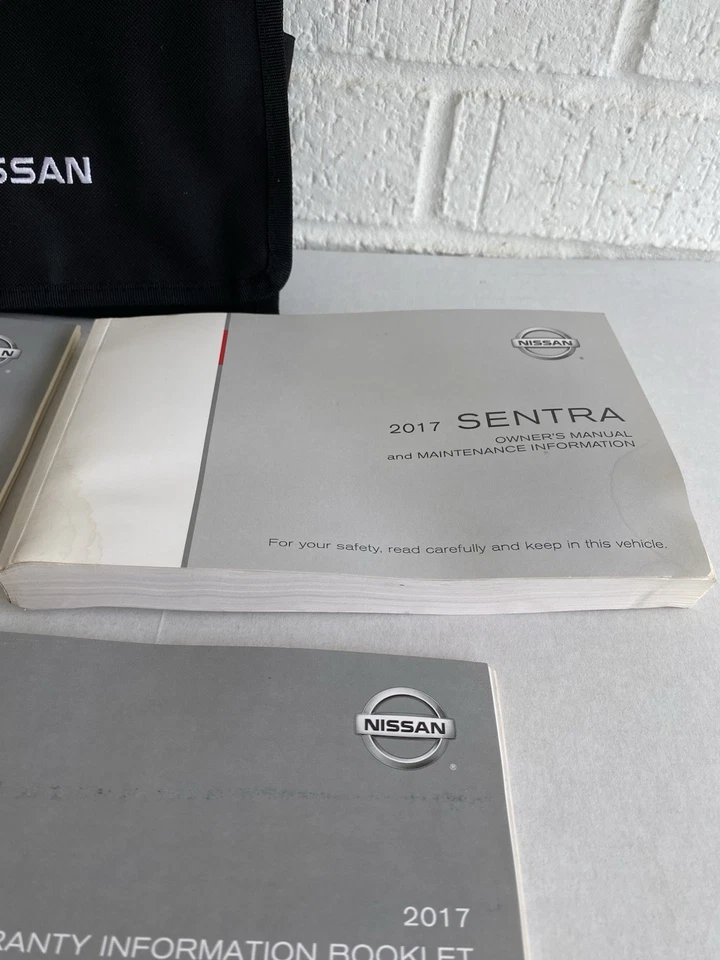 SSAN
N
NISSAN
2017 SENTRA
OWNER'S MANUAL
and MAINTENANCE INFORMATION
For your safety, read carefully and keep in this vehicle.
NISSAN
2017
RANTY INFORMATION BOOKLET